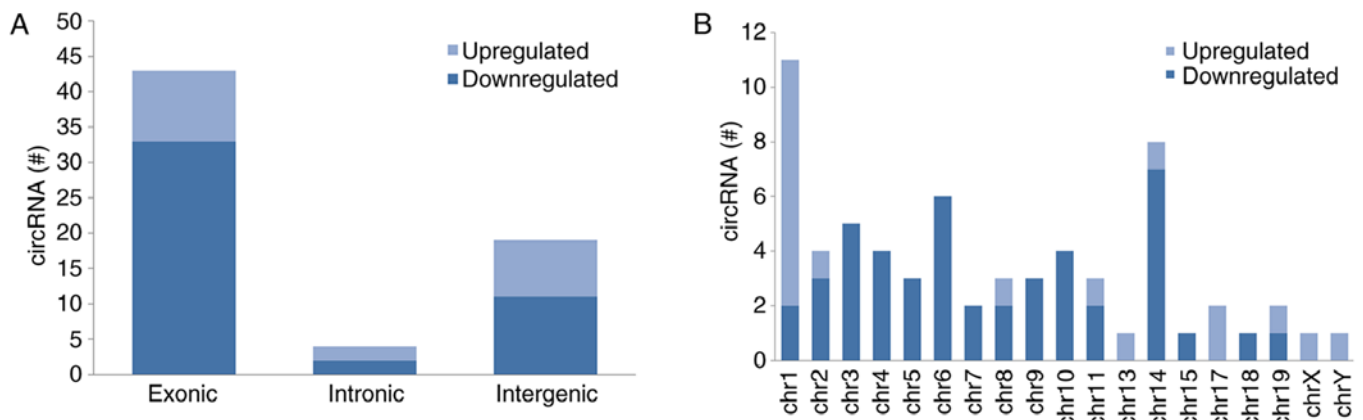 A
circRNA (#)
50
45
40
35
30
25
20
15
10
5
0
Upregulated
Downregulated
Exonic Intronic Intergenic
B
circRNA (#)
12
10
8
6
4
2
0
Upregulated
Downregulated
chr1
chr2
chr3
chr4
chr5
chr6
chr7
chr8
chr9
chr10
chr11
chr13
chr14
chr15
chr17
chr18
chr19
chrX
chrY